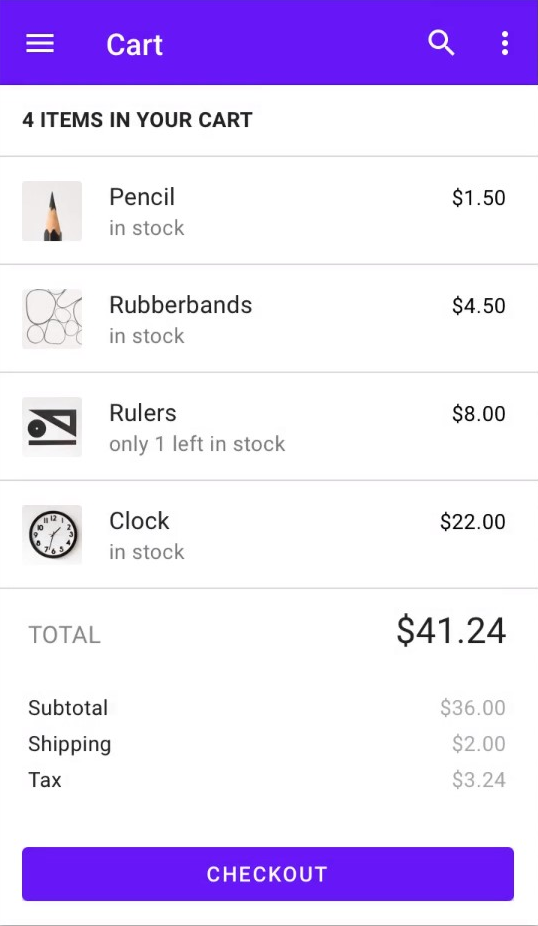 Cart
4 ITEMS IN YOUR CART
Pencil $1.50
in stock
Rubberbands $4.50
in stock
Rulers $8.00
only 1 left in stock
Clock $22.00
in stock
TOTAL $41.24
Subtotal $36.00
Shipping $2.00
Tax $3.24
CHECKOUT